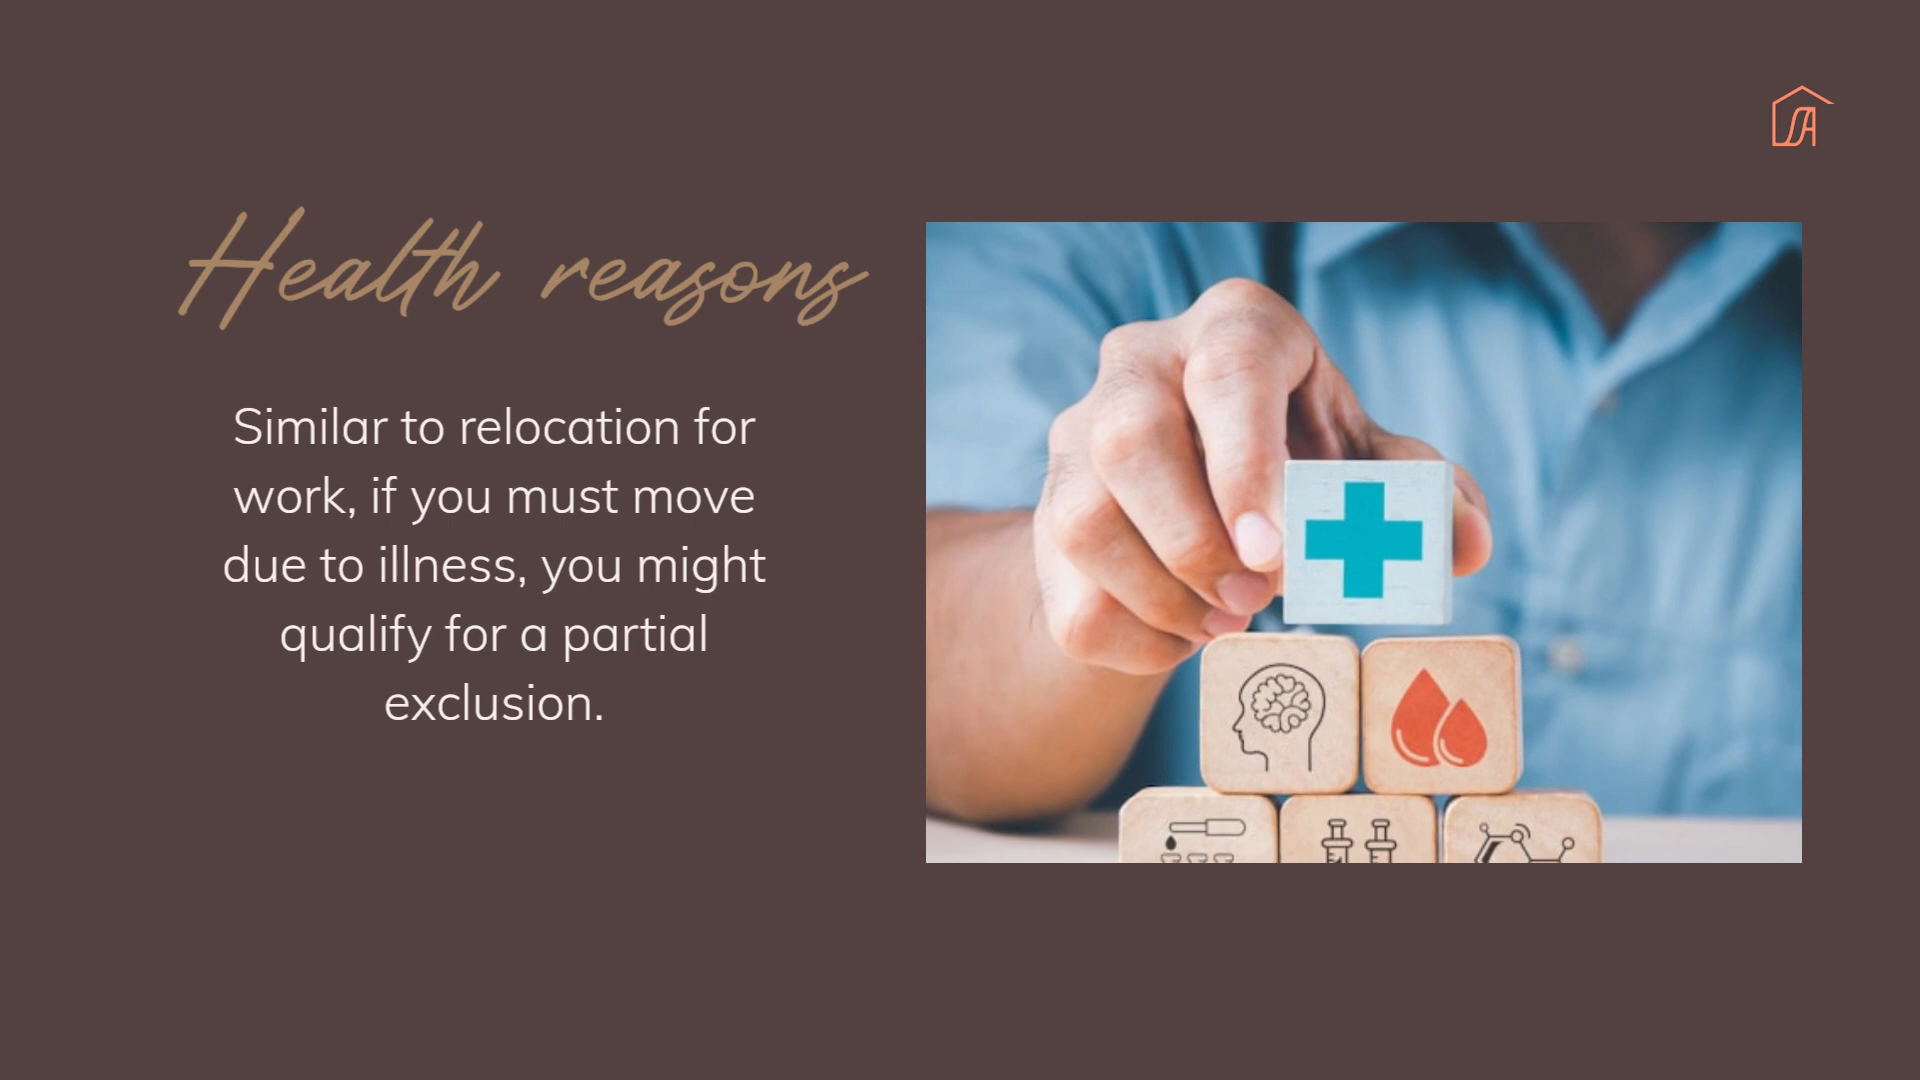 Health reasons
Similar to relocation for
work, if you must move
due to illness, you might
qualify for a partial
exclusion.